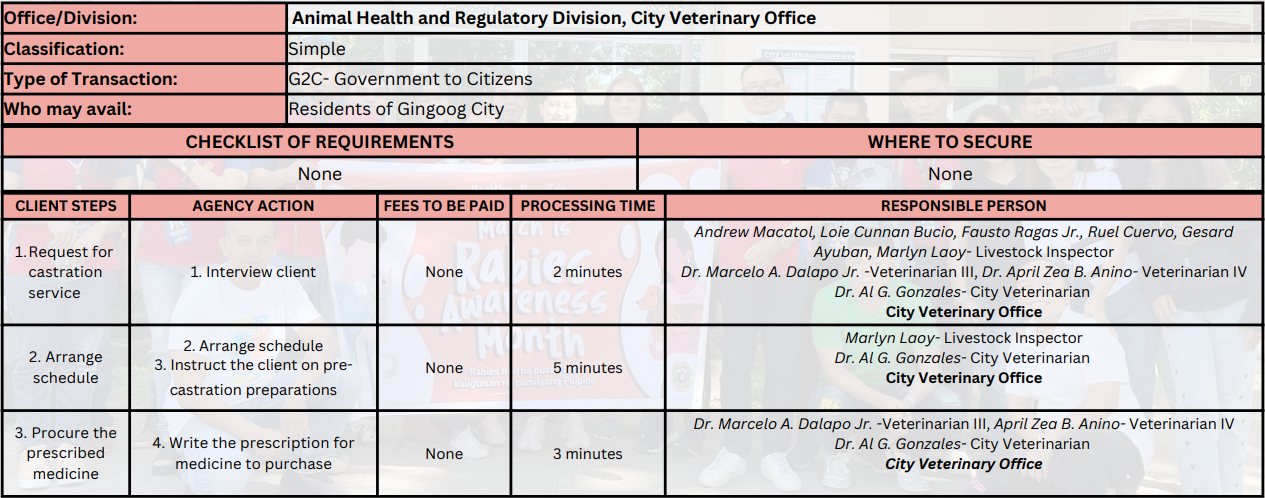 Office/Division: Animal Health and Regulatory Division, City Veterinary Office
Classification: Simple
Type of Transaction: G2C- Government to Citizens
Who may avail: Residents of Gingoog City
CHECKLIST OF REQUIREMENTS WHERE TO SECURE
None None
CLIENT STEPS AGENCY ACTION FEES TO BE PAID PROCESSING TIME RESPONSIBLE PERSON
1. Request for
castration
service
1. Interview client
None
2 minutes
Andrew Macatol, Loie Cunnan Bucio, Fausto Ragas Jr., Ruel Cuervo, Gesard
Ayuban, Marlyn Laoy- Livestock Inspector
Dr. Marcelo A. Dalapo Jr. -Veterinarian III, Dr. April Zea B. Anino- Veterinarian IV
Dr. Al G. Gonzales- City Veterinarian
City Veterinary Office
2. Arrange
schedule
2. Arrange schedule
3. Instruct the client on pre-
castration preparations
None
5 minutes
Marlyn Laoy- Livestock Inspector
Dr. Al G. Gonzales- City Veterinarian
City Veterinary Office
3. Procure the
prescribed
medicine
4. Write the prescription for
medicine to purchase
None
3 minutes
Dr. Marcelo A. Dalapo Jr. -Veterinarian III, April Zea B. Anino- Veterinarian IV
Dr. Al G. Gonzales- City Veterinarian
City Veterinary Office
March is
Rabies
Awareness
Month